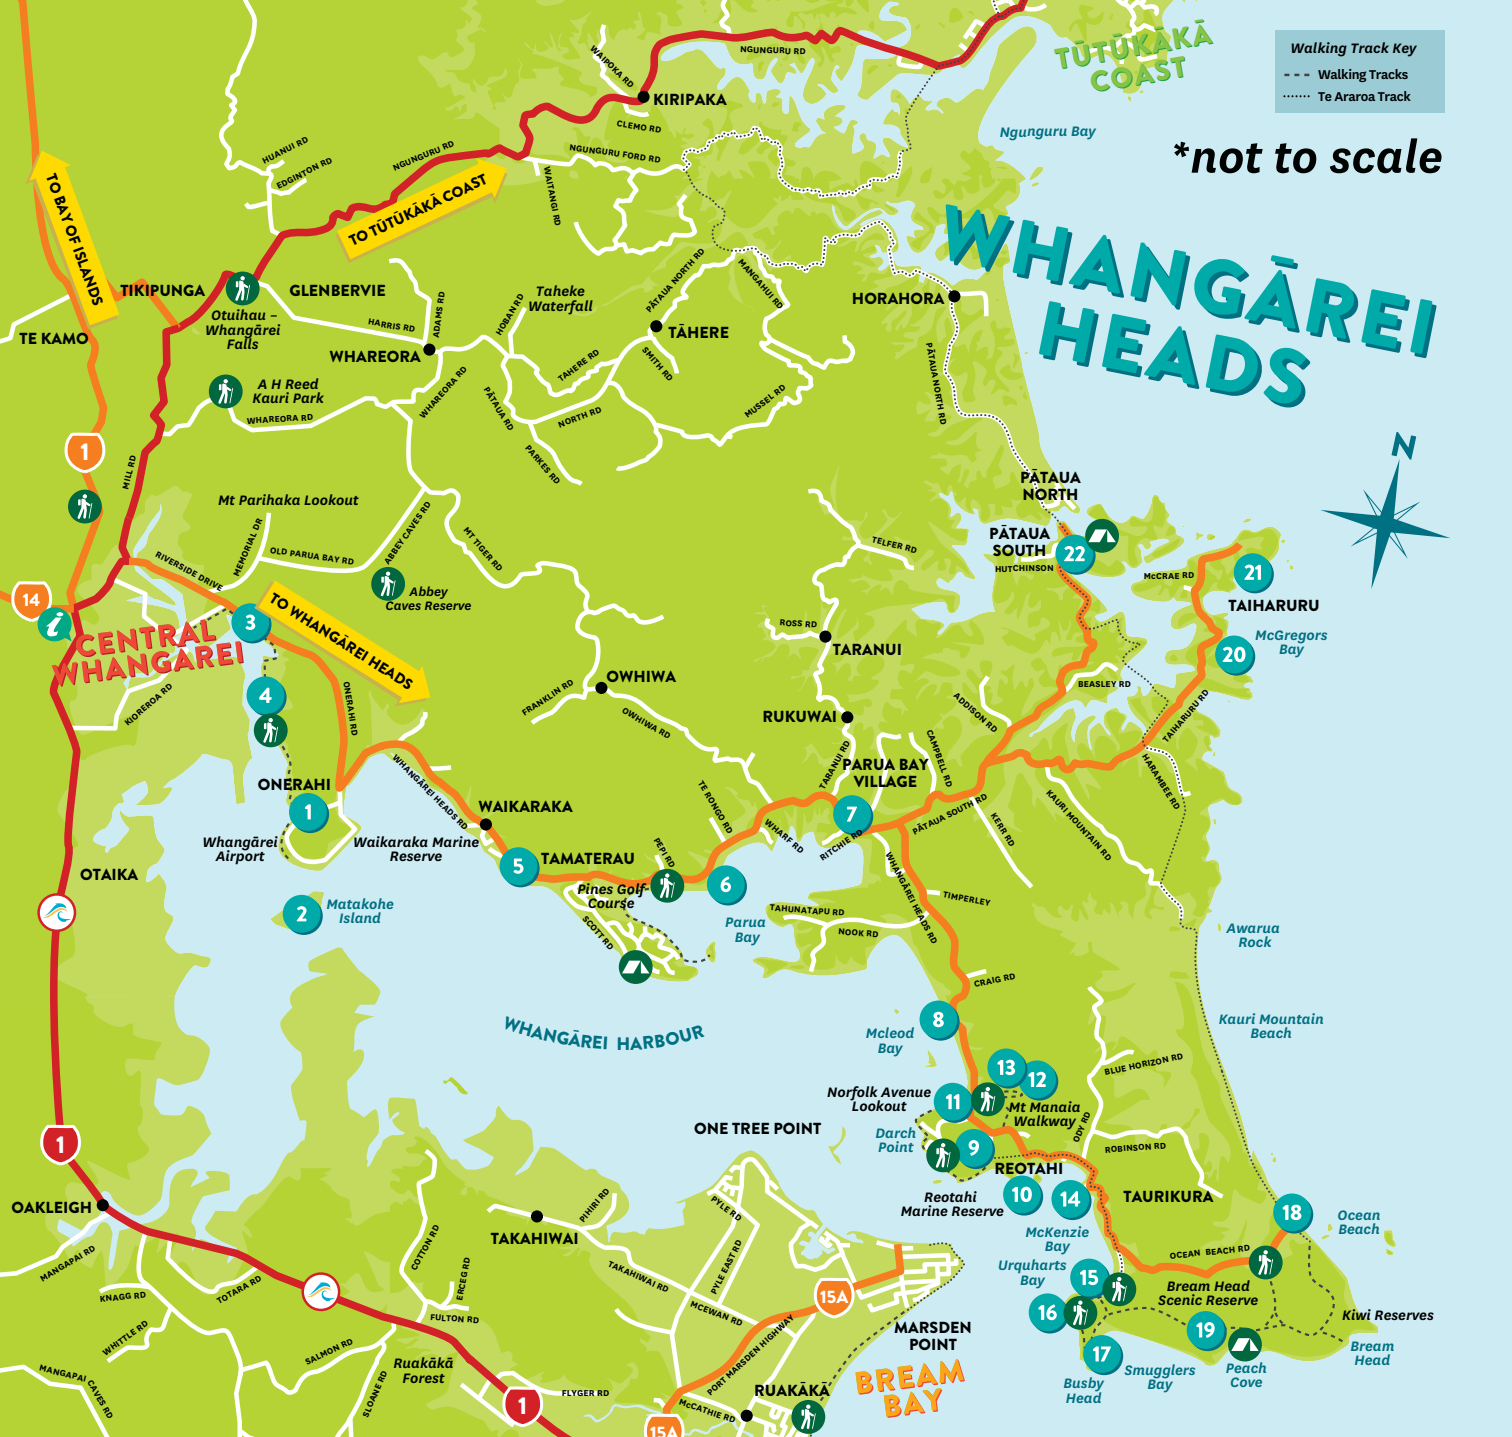 TŪTŪKĀKĀ
COAST
Walking Track Key
Walking Tracks
Te Araroa Track
*not to scale
WHANGĀREI
HEADS
N
Ngunguru Bay
NGUNGURU RD
WAIPOKA RD
KIRIPAKA
CLEMO RD
NGUNGURU FORD RD
NGUNGURU RD
WAITANGI RD
HUANUI RD
EDGINTON RD
TO BAY OF ISLANDS
TO TŪTŪKĀKĀ COAST
TIKIPUNGA
GLENBERVIE
Otuihau –
Whangārei
Falls
TE KAMO
HARRIS RD
ADAMS RD
WHAREORA
HOBAN RD
Taheke
Waterfall
PĀTAUA NORTH RD
MANGAHUI RD
TĀHERE
TAHERE RD
SMITH RD
HORAHORA
PĀTAUA NORTH RD
A H Reed
Kauri Park
WHAREORA RD
WHAREORA RD
PĀTAUA RD
NORTH RD
MUSSEL RD
PARKES RD
1
MILL RD
Mt Parihaka Lookout
MEMORIAL DR
OLD PARUA BAY RD
ABBEY CAVES RD
MT TIGER RD
RIVERSIDE DRIVE
Abbey
Caves Reserve
TELFER RD
PĀTAUA
NORTH
PĀTAUA
SOUTH
HUTCHINSON
22
McCRAE RD
21
TAIHARURU
McGregors
Bay
20
14
i
CENTRAL
WHANGAREI
3
TO WHANGĀREI HEADS
4
KIOREROA RD
ONERAHI RD
ROSS RD
TARANUI
OWHIWA
FRANKLIN RD
OWHIWA RD
RUKUWAI
TARANUI RD
PARUA BAY
VILLAGE
CAMPBELL RD
ADDISON RD
BEASLEY RD
TAIHARURU RD
HARAMBEE RD
ONERAHI
1
Whangārei
Airport
WHANGĀREI HEADS RD
WAIKARAKA
Waikaraka Marine
Reserve
5
TAMATERAU
TE RONGO RD
PEPI RD
WHARF RD
7
RITCHIE RD
PĀTAUA SOUTH RD
KERR RD
KAURI MOUNTAIN RD
OTAIKA
2
Matakohe
Island
Pines Golf
Course
SCOTT RD
6
Parua
Bay
TAHUNATAPU RD
NOOK RD
WHANGĀREI HEADS RD
TIMPERLEY
Awarua
Rock
CRAIG RD
WHANGĀREI HARBOUR
8
Mcleod
Bay
Kauri Mountain
Beach
13
12
BLUE HORIZON RD
Norfolk Avenue
Lookout
11
Mt Manaia
Walkway
ODY RD
Darch
Point
9
REOTAHI
ROBINSON RD
ONE TREE POINT
1
Reotahi
Marine Reserve
10
14
TAURIKURA
McKenzie
Bay
18
Ocean
Beach
OAKLEIGH
PYLE RD
PIHIRI RD
TAKAHIWAI
TAKAHIWAI RD
PYLE EAST RD
COTTON RD
ERCEG RD
MANGAPAI RD
KNAGG RD
TOTARA RD
Urquharts
Bay
15
OCEAN BEACH RD
Bream Head
Scenic Reserve
15A
MCEWAN RD
16
19
Kiwi Reserves
WHITTLE RD
FULTON RD
SALMON RD
MARSDEN
POINT
PORT MARSDEN HIGHWAY
17
Bream
Head
Smugglers
Bay
Peach
Cove
Busby
Head
MANGAPAI CAVES RD
Ruakākā
Forest
SLOANE RD
FLYGER RD
1
BREAM
BAY
RUAKĀKĀ
McCATHIE RD
15A